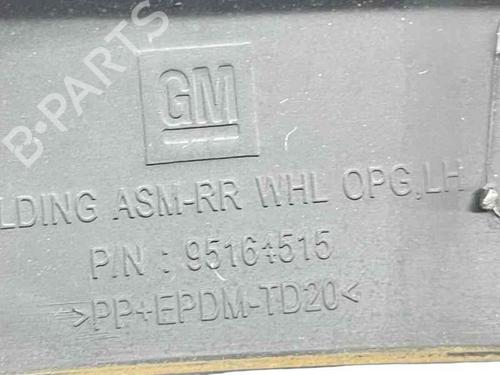 GM
LDING ASM-RR WHL OPG,LH
P/N : 95164515
>PP+EPDM-TD20<
B-PARTS